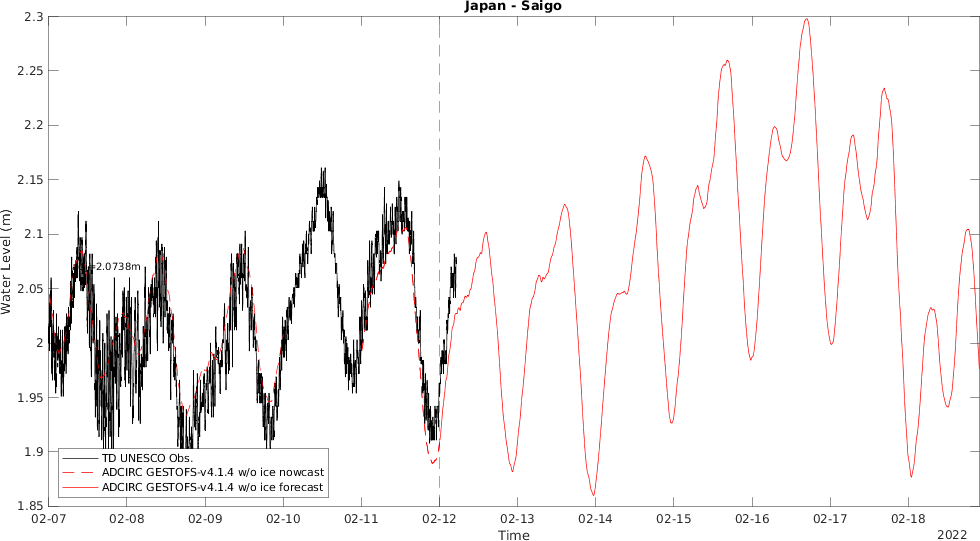 Japan - Saigo
Water Level (m)
2.3
2.25
2.2
2.15
2.1
2.05
2
1.95
1.9
1.85
=2.0738m
TD UNESCO Obs.
ADCIRC GESTOFS-v4.1.4 w/o ice nowcast
ADCIRC GESTOFS-v4.1.4 w/o ice forecast
02-07 02-08 02-09 02-10 02-11 02-12 02-13 02-14 02-15 02-16 02-17 02-18
Time
2022